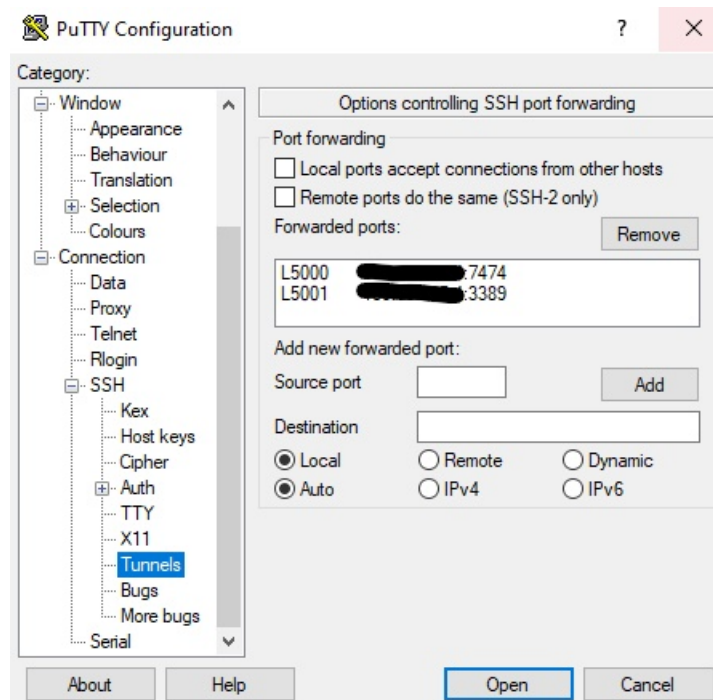 PuTTY Configuration
?
Category:
Window
Appearance
Behaviour
Translation
Selection
Colours
Connection
Data
Proxy
Telnet
Rlogin
SSH
Kex
Host keys
Cipher
Auth
TTY
X11
Tunnels
Bugs
More bugs
Serial
Options controlling SSH port forwarding
Port forwarding
Local ports accept connections from other hosts
Remote ports do the same (SSH-2 only)
Forwarded ports:
Remove
L5000 :7474
L5001 :3389
Add new forwarded port:
Source port
Add
Destination
Local Remote Dynamic
Auto IPv4 IPv6
About Help Open Cancel